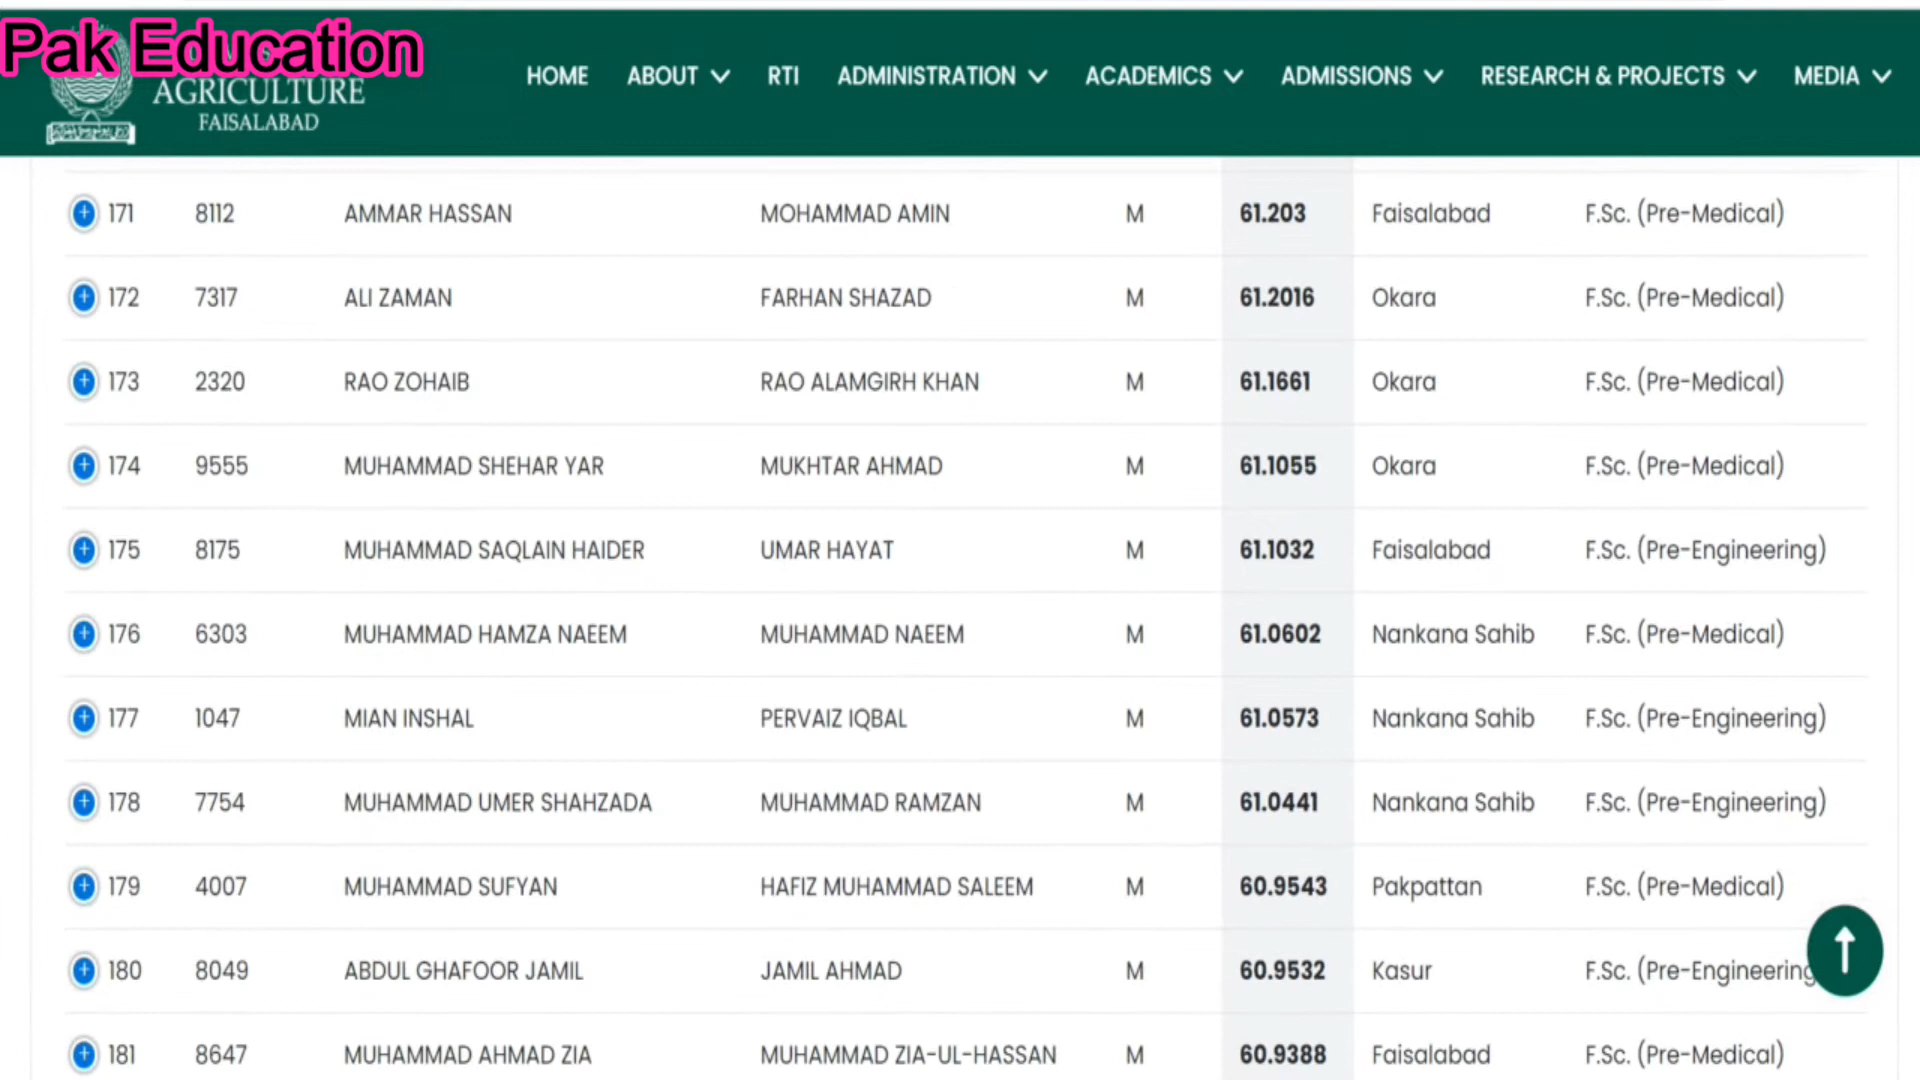 Pak Education
AGRICULTURE
FAISALABAD
HOME ABOUT RTI ADMINISTRATION ACADEMICS ADMISSIONS RESEARCH & PROJECTS MEDIA
171 8112 AMMAR HASSAN MOHAMMAD AMIN M 61.203 Faisalabad F.Sc. (Pre-Medical)
172 7317 ALI ZAMAN FARHAN SHAZAD M 61.2016 Okara F.Sc. (Pre-Medical)
173 2320 RAO ZOHAIB RAO ALAMGIRH KHAN M 61.1661 Okara F.Sc. (Pre-Medical)
174 9555 MUHAMMAD SHEHAR YAR MUKHTAR AHMAD M 61.1055 Okara F.Sc. (Pre-Medical)
175 8175 MUHAMMAD SAQLAIN HAIDER UMAR HAYAT M 61.1032 Faisalabad F.Sc. (Pre-Engineering)
176 6303 MUHAMMAD HAMZA NAEEM MUHAMMAD NAEEM M 61.0602 Nankana Sahib F.Sc. (Pre-Medical)
177 1047 MIAN INSHAL PERVAIZ IQBAL M 61.0573 Nankana Sahib F.Sc. (Pre-Engineering)
178 7754 MUHAMMAD UMER SHAHZADA MUHAMMAD RAMZAN M 61.0441 Nankana Sahib F.Sc. (Pre-Engineering)
179 4007 MUHAMMAD SUFYAN HAFIZ MUHAMMAD SALEEM M 60.9543 Pakpattan F.Sc. (Pre-Medical)
180 8049 ABDUL GHAFOOR JAMIL JAMIL AHMAD M 60.9532 Kasur F.Sc. (Pre-Engineering
181 8647 MUHAMMAD AHMAD ZIA MUHAMMAD ZIA-UL-HASSAN M 60.9388 Faisalabad F.Sc. (Pre-Medical)